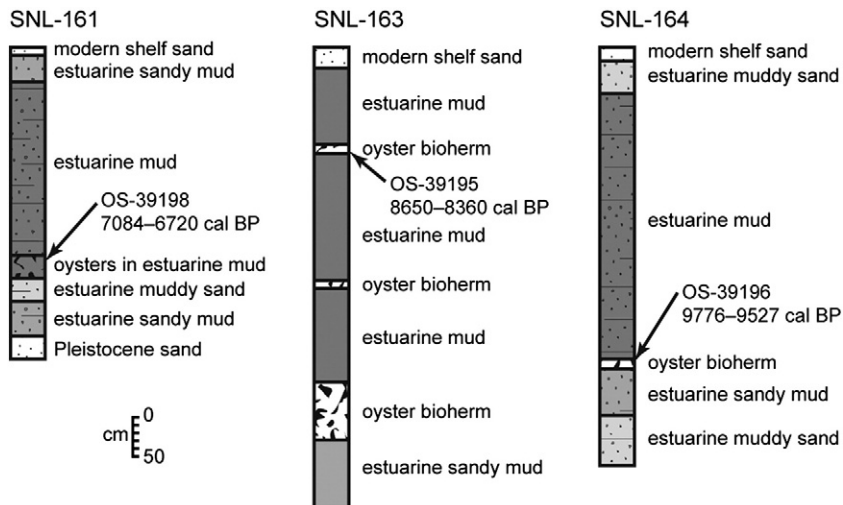 SNL-161
modern shelf sand
estuarine sandy mud
estuarine mud
OS-39198
7084–6720 cal BP
oysters in estuarine mud
estuarine muddy sand
estuarine sandy mud
Pleistocene sand
cm
0
50
SNL-163
modern shelf sand
estuarine mud
oyster bioherm
OS-39195
8650–8360 cal BP
estuarine mud
oyster bioherm
estuarine mud
oyster bioherm
estuarine sandy mud
SNL-164
modern shelf sand
estuarine muddy sand
estuarine mud
OS-39196
9776–9527 cal BP
oyster bioherm
estuarine sandy mud
estuarine muddy sand